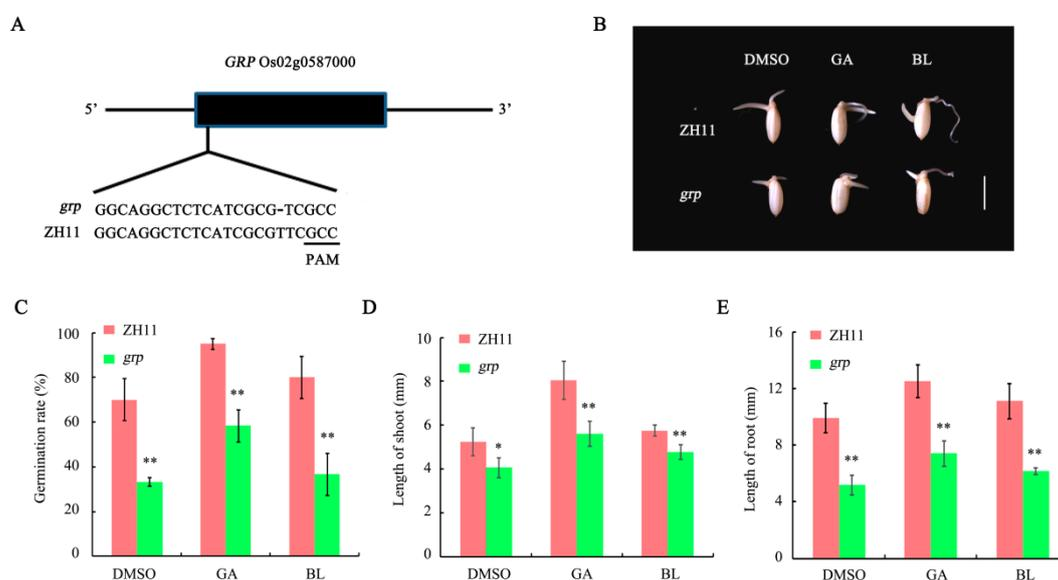 A
GRP Os02g0587000
5’
3’
grp GGCAGGCTCTCATCGCG-TCGCC
ZH11 GGCAGGCTCTCATCGCGTTCGCC
PAM
B
DMSO GA BL
ZH11
grp
C
ZH11
grp
Germination rate (%)
100
80
60
40
20
0
**
**
**
DMSO GA BL
D
ZH11
grp
Length of shoot (mm)
10
8
6
4
2
0
*
**
**
DMSO GA BL
E
ZH11
grp
Length of root (mm)
16
12
8
4
0
**
**
**
DMSO GA BL